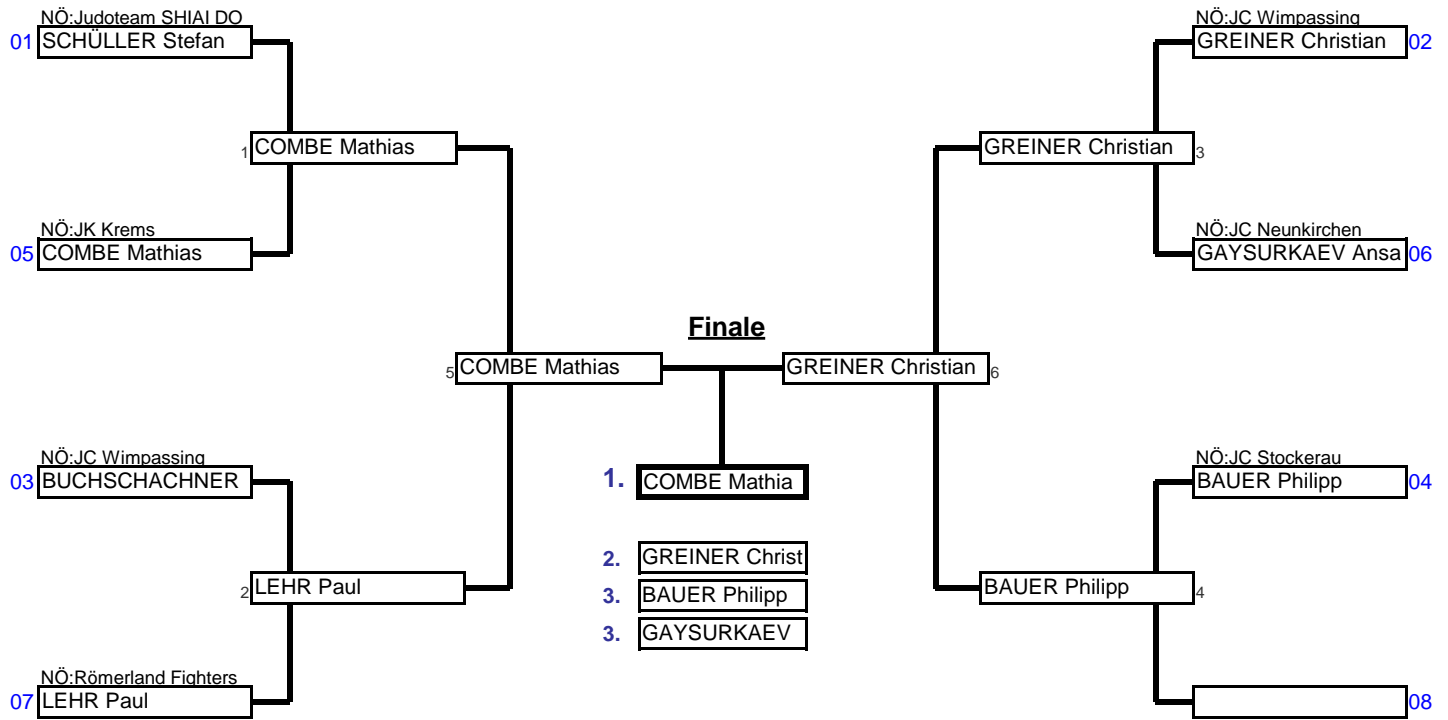 NÖ:Judoteam SHIAI DO
01 SCHÜLLER Stefan
NÖ:JC Wimpassing
GREINER Christian 02
1 COMBE Mathias
GREINER Christian 3
NÖ:JK Krems
05 COMBE Mathias
NÖ:JC Neunkirchen
GAYSURKAEV Ansa 06
Finale
5 COMBE Mathias
GREINER Christian 6
NÖ:JC Wimpassing
03 BUCHSCHACHNER
NÖ:JC Stockerau
BAUER Philipp 04
1. COMBE Mathia
2. GREINER Christ
3. BAUER Philipp
3. GAYSURKAEV
2 LEHR Paul
BAUER Philipp 4
NÖ:Römerland Fighters
07 LEHR Paul
08